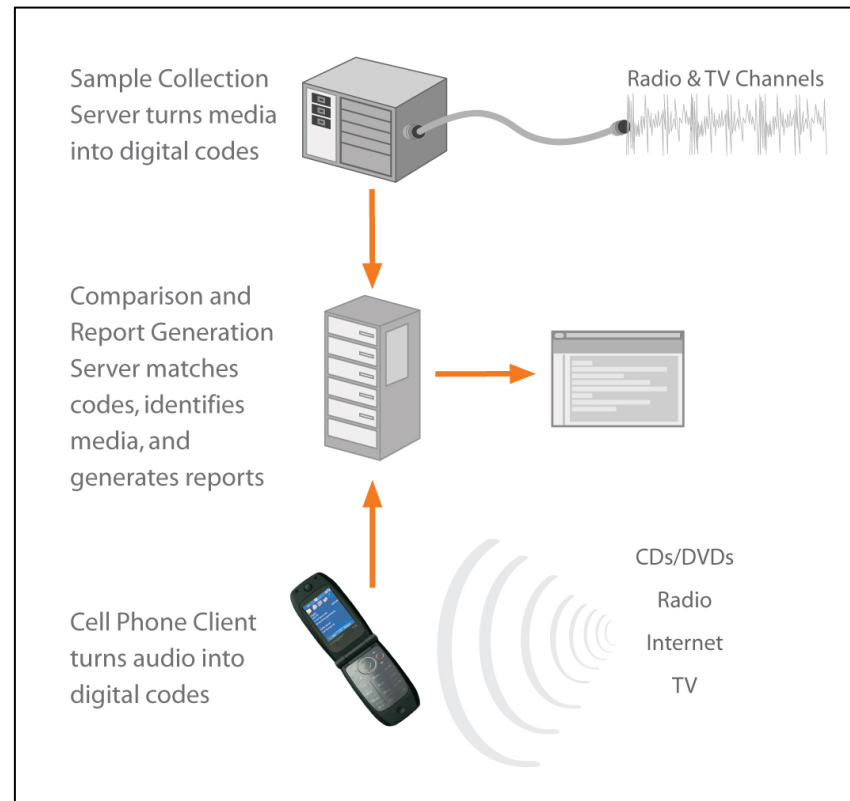 Sample Collection
Server turns media
into digital codes
Radio & TV Channels
Comparison and
Report Generation
Server matches
codes, identifies
media, and
generates reports
CDs/DVDs
Radio
Internet
TV
Cell Phone Client
turns audio into
digital codes